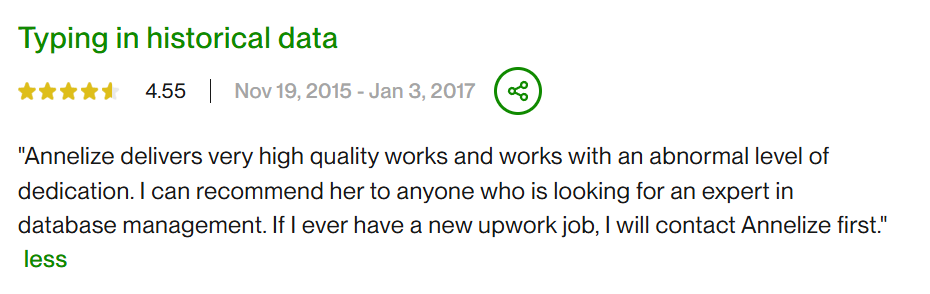 Typing in historical data
4.55 | Nov 19, 2015 - Jan 3, 2017
"Annelize delivers very high quality works and works with an abnormal level of
dedication. I can recommend her to anyone who is looking for an expert in
database management. If I ever have a new upwork job, I will contact Annelize first."
less